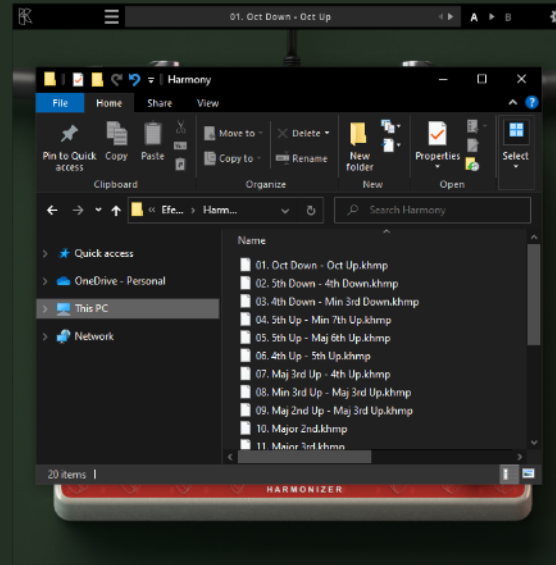 01. Oct Down - Oct Up
A
B
Harmony
File Home Share View
Pin to Quick access
Copy
Paste
Move to
Copy to
Delete
Rename
New folder
Properties
Select
Clipboard
Organize
New
Open
« Efe... > Harm...
Search Harmony
Quick access
OneDrive - Personal
This PC
Network
Name
01. Oct Down - Oct Up.khmp
02. 5th Down - 4th Down.khmp
03. 4th Down - Min 3rd Down.khmp
04. 5th Up - Min 7th Up.khmp
05. 5th Up - Maj 6th Up.khmp
06. 4th Up - 5th Up.khmp
07. Maj 3rd Up - 4th Up.khmp
08. Min 3rd Up - Maj 3rd Up.khmp
09. Maj 2nd Up - Maj 3rd Up.khmp
10. Major 2nd.khmp
11. Major 3rd.khmp
20 items
HARMONIZER